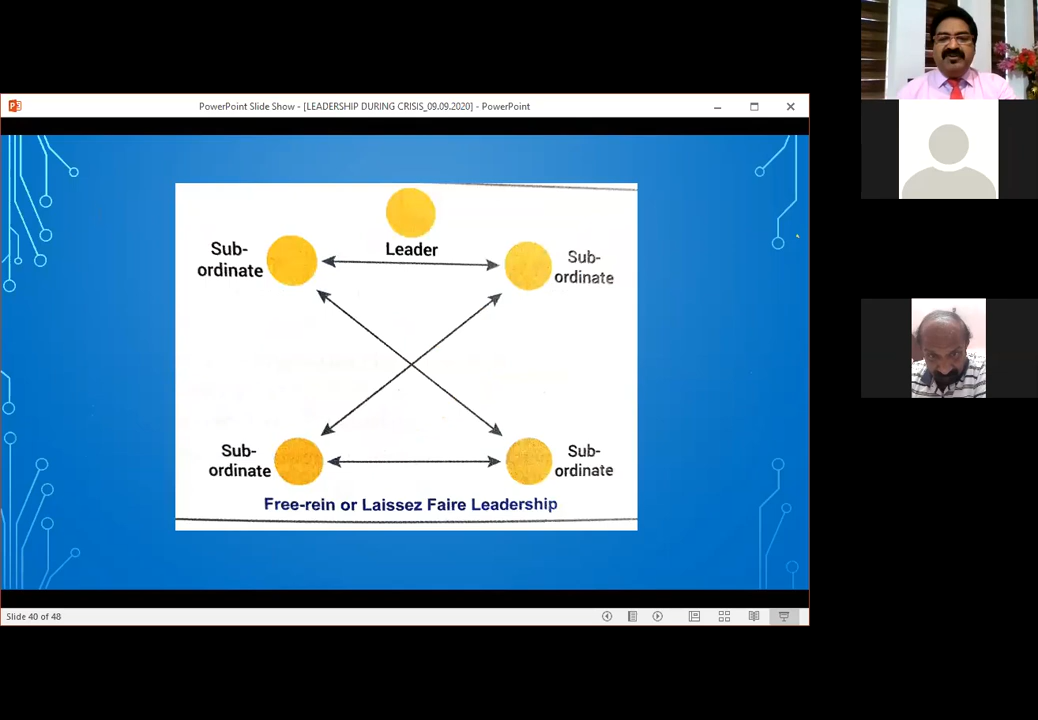 PowerPoint Slide Show - [LEADERSHIP DURING CRISIS_09.09.2020] - PowerPoint
Leader
Sub-
ordinate
Sub-
ordinate
Sub-
ordinate
Sub-
ordinate
Free-rein or Laissez Faire Leadership
Slide 40 of 48